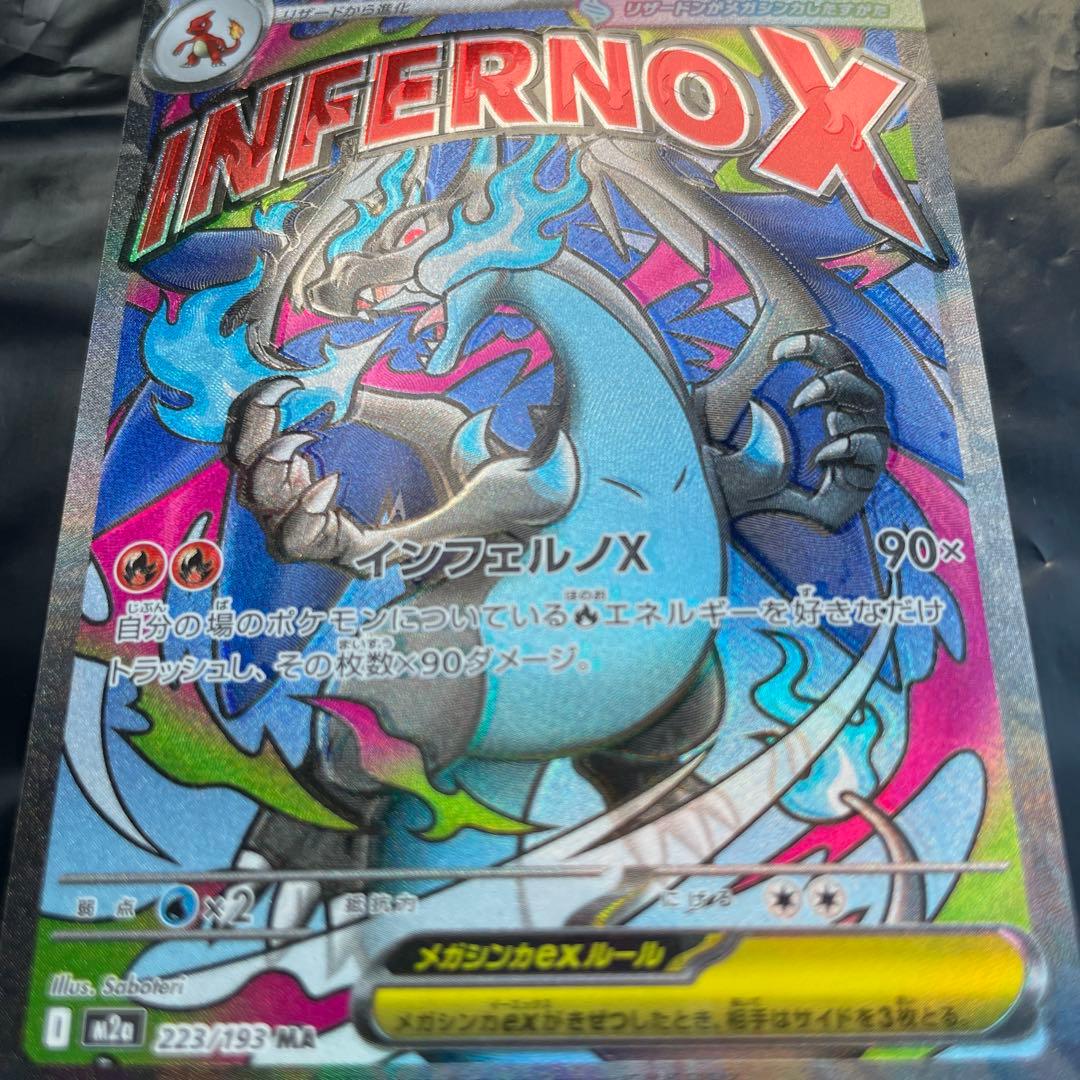 リザードから進化
リザードンがメガシンカしたすがた
INFERNO X
インフェルノX 90×
自分の場のポケモンについているエネルギーを好きなだけ
トラッシュし、その枚数×90ダメージ。
弱点 ×2 抵抗力 にげる
メガシンカexルール
メガシンカexがきぜつしたとき、相手はサイドを3枚とる。
Illus. Saboteri
I M2a 223/193 MA